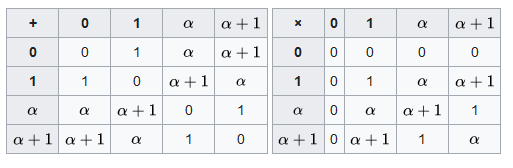 + 0 1 α α + 1 × 0 1 α α + 1
0 0 1 α α + 1 0 0 0 0 0
1 1 0 α + 1 α 1 0 1 α α + 1
α α α + 1 0 1 α 0 α α + 1 1
α + 1 α + 1 α 1 0 α + 1 0 α + 1 1 α